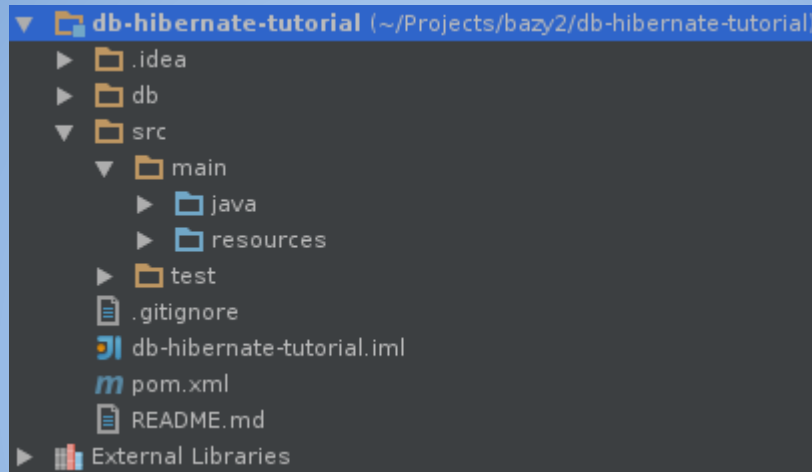 db-hibernate-tutorial (~/Projects/bazy2/db-hibernate-tutorial)
.idea
db
src
main
java
resources
test
.gitignore
db-hibernate-tutorial.iml
m pom.xml
README.md
External Libraries